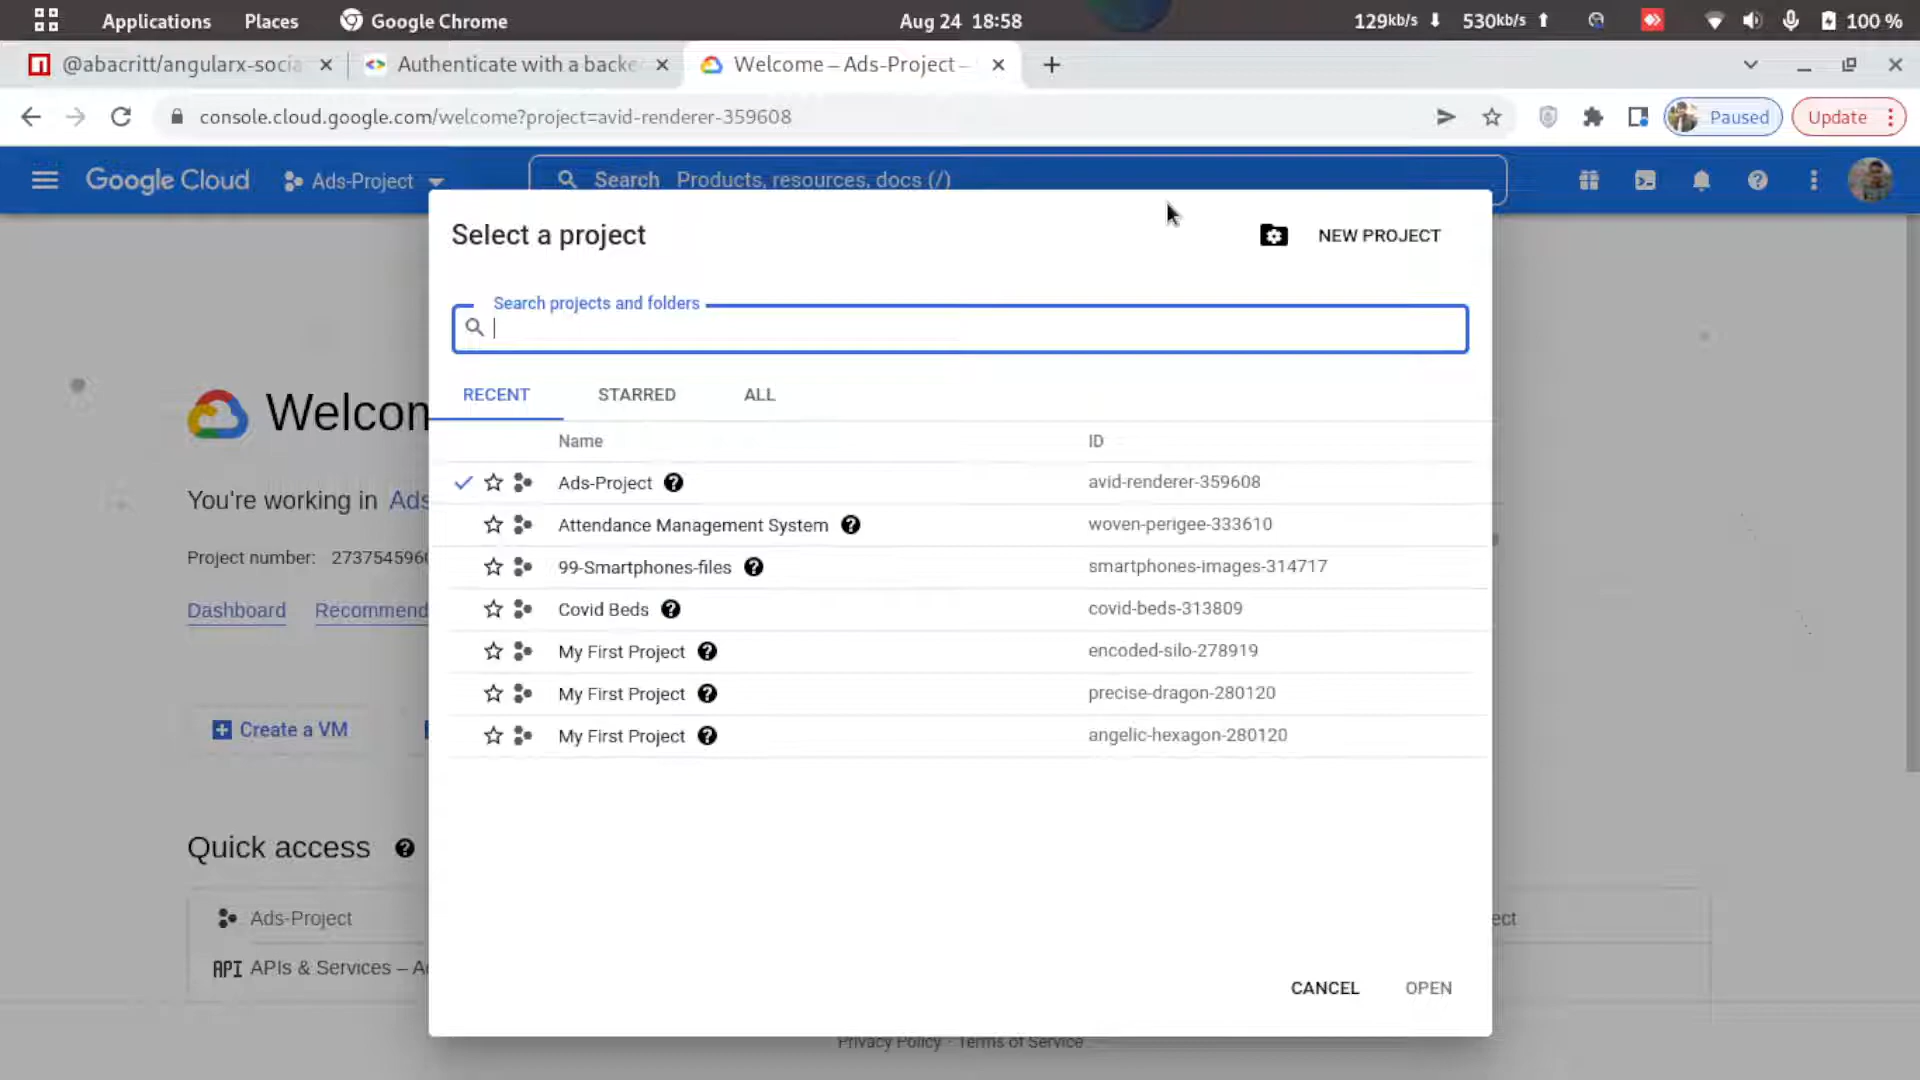 Applications Places Google Chrome Aug 24 18:58 129kb/s 530kb/s 100 %
@abacritt/angularx-socia Authenticate with a backe Welcome – Ads-Project –
console.cloud.google.com/welcome?project=avid-renderer-359608 Paused Update
Google Cloud Ads-Project Search Products, resources, docs (/)
Select a project NEW PROJECT
Search projects and folders
RECENT STARRED ALL
Name ID
Ads-Project avid-renderer-359608
Attendance Management System woven-perigee-333610
99-Smartphones-files smartphones-images-314717
Covid Beds covid-beds-313809
My First Project encoded-silo-278919
My First Project precise-dragon-280120
My First Project angelic-hexagon-280120
CANCEL OPEN
Welcom
You're working in Ads
Project number: 273754596
Dashboard Recommend
Create a VM
Quick access
Ads-Project ect
API APIs & Services – A
Privacy Policy · Terms of Service